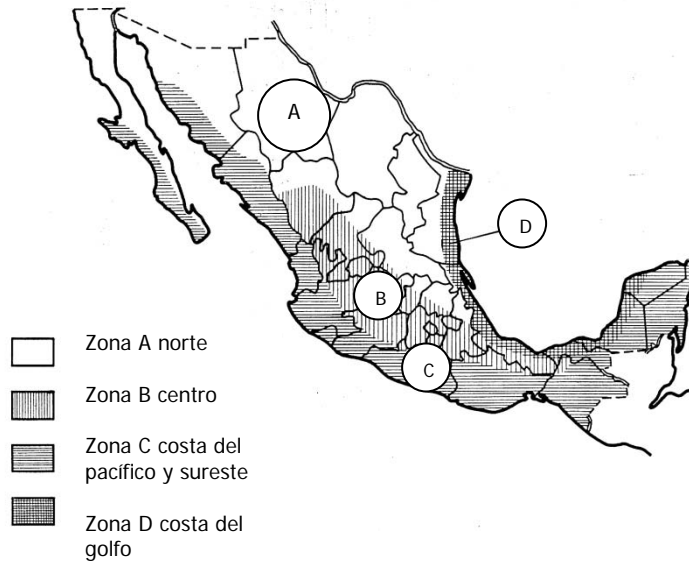 A
D
B
C
Zona A norte
Zona B centro
Zona C costa del
pacífico y sureste
Zona D costa del
golfo